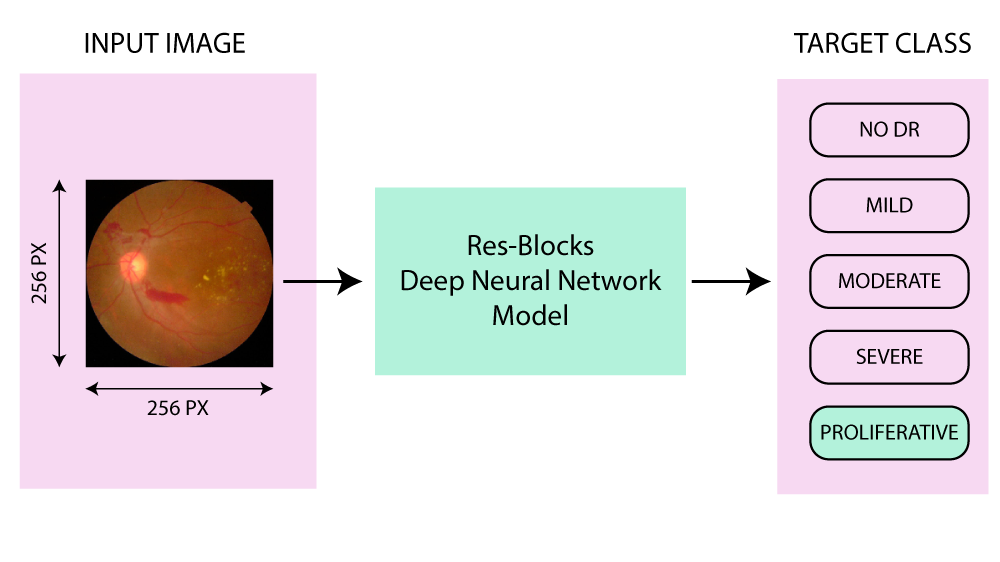 INPUT IMAGE
256 PX
256 PX
Res-Blocks
Deep Neural Network
Model
TARGET CLASS
NO DR
MILD
MODERATE
SEVERE
PROLIFERATIVE